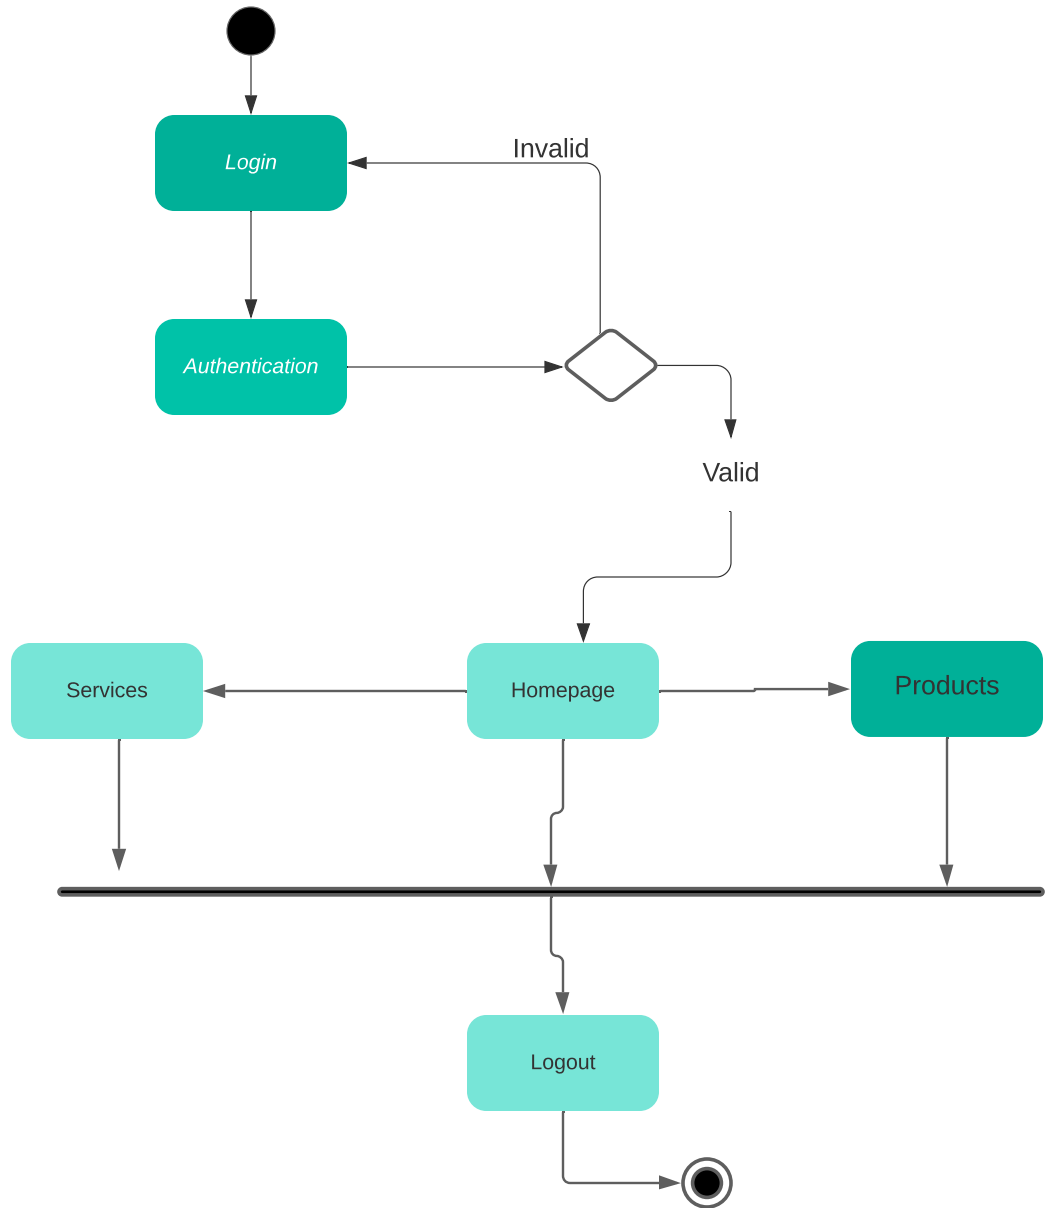 Login
Invalid
Authentication
Valid
Services
Homepage
Products
Logout